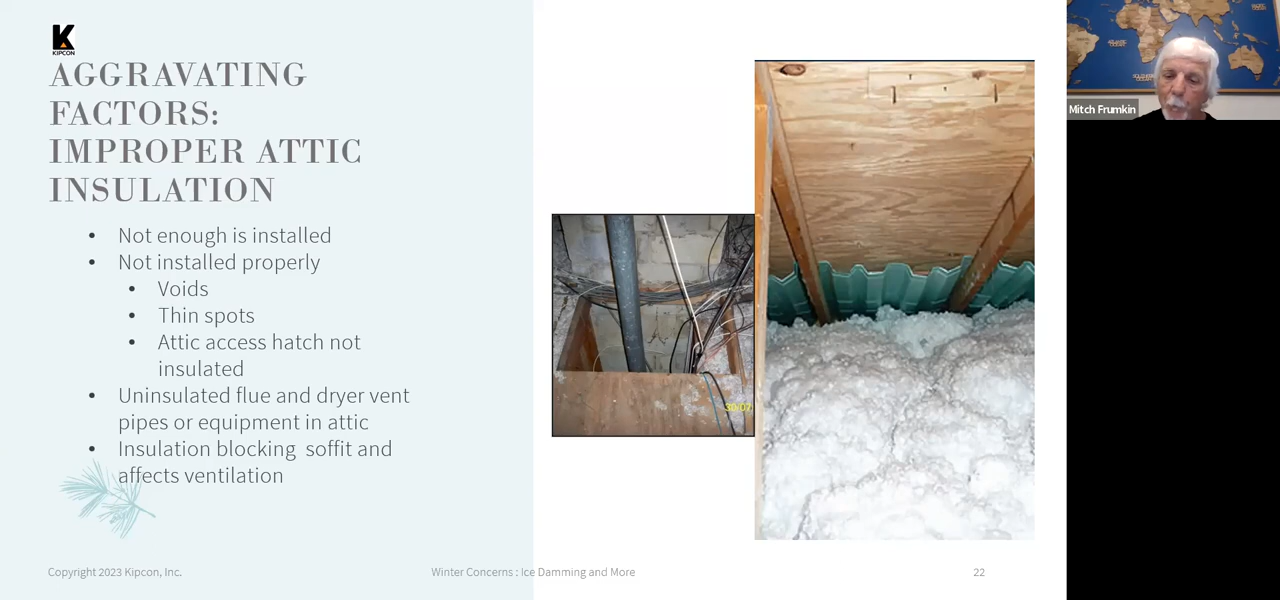 K
KIPCON
AGGRAVATING
FACTORS:
IMPROPER ATTIC
INSULATION
• Not enough is installed
• Not installed properly
• Voids
• Thin spots
• Attic access hatch not
insulated
• Uninsulated flue and dryer vent
pipes or equipment in attic
• Insulation blocking  soffit and
affects ventilation
Copyright 2023 Kipcon, Inc.
Winter Concerns : Ice Damming and More
22
Mitch Frumkin